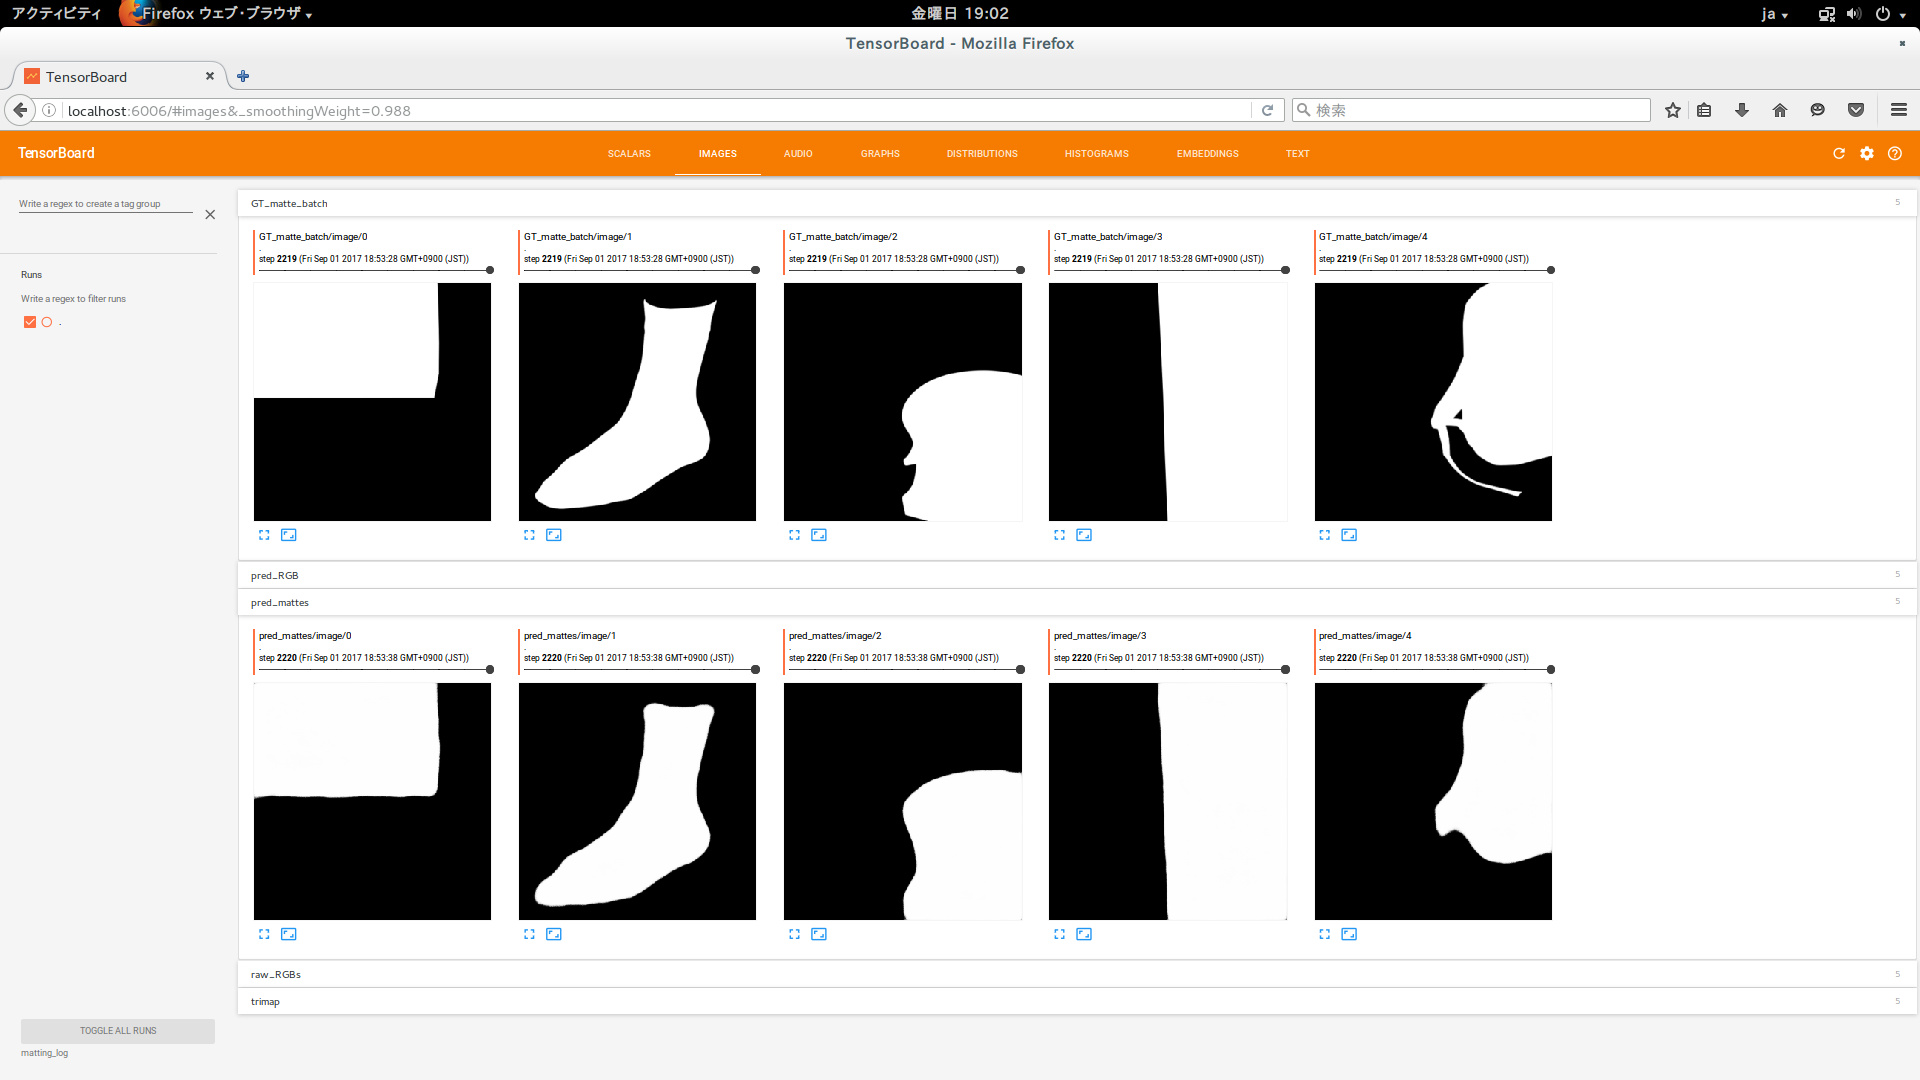 アクティビティ Firefox ウェブ・ブラウザ 金曜日 19:02 ja
TensorBoard - Mozilla Firefox
TensorBoard
localhost:6006/#images&_smoothingWeight=0.988 検索
TensorBoard SCALARS IMAGES AUDIO GRAPHS DISTRIBUTIONS HISTOGRAMS EMBEDDINGS TEXT
Write a regex to create a tag group
Runs
Write a regex to filter runs
.
TOGGLE ALL RUNS
matting_log
GT_matte_batch 5
GT_matte_batch/image/0
.
step 2219 (Fri Sep 01 2017 18:53:28 GMT+0900 (JST))
GT_matte_batch/image/1
.
step 2219 (Fri Sep 01 2017 18:53:28 GMT+0900 (JST))
GT_matte_batch/image/2
.
step 2219 (Fri Sep 01 2017 18:53:28 GMT+0900 (JST))
GT_matte_batch/image/3
.
step 2219 (Fri Sep 01 2017 18:53:28 GMT+0900 (JST))
GT_matte_batch/image/4
.
step 2219 (Fri Sep 01 2017 18:53:28 GMT+0900 (JST))
pred_RGB 5
pred_mattes 5
pred_mattes/image/0
.
step 2220 (Fri Sep 01 2017 18:53:38 GMT+0900 (JST))
pred_mattes/image/1
.
step 2220 (Fri Sep 01 2017 18:53:38 GMT+0900 (JST))
pred_mattes/image/2
.
step 2220 (Fri Sep 01 2017 18:53:38 GMT+0900 (JST))
pred_mattes/image/3
.
step 2220 (Fri Sep 01 2017 18:53:38 GMT+0900 (JST))
pred_mattes/image/4
.
step 2220 (Fri Sep 01 2017 18:53:38 GMT+0900 (JST))
raw_RGBs 5
trimap 5